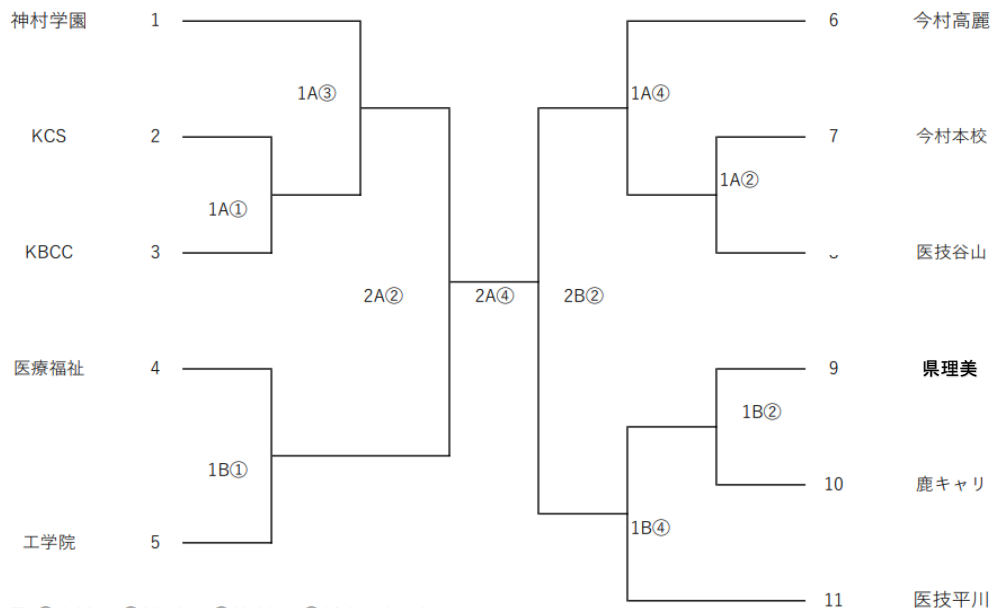 神村学園 1
6 今村高麗
1A③
1A④
KCS 2
7 今村本校
1A②
1A①
KBCC 3
医技谷山
2A②
2A④
2B②
医療福祉 4
9 県理美
1B②
1B①
10 鹿キャリ
1B④
工学院 5
11 医技平川